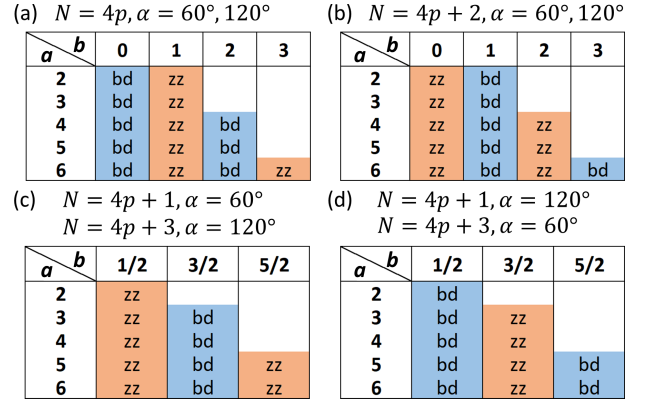 (a) N = 4p, α = 60°, 120°
a b 0 1 2 3
2 bd zz
3 bd zz
4 bd zz bd
5 bd zz bd
6 bd zz bd zz
(b) N = 4p + 2, α = 60°, 120°
a b 0 1 2 3
2 zz bd
3 zz bd
4 zz bd zz
5 zz bd zz
6 zz bd zz bd
(c) N = 4p + 1, α = 60°
N = 4p + 3, α = 120°
a b 1/2 3/2 5/2
2 zz
3 zz bd
4 zz bd
5 zz bd zz
6 zz bd zz
(d) N = 4p + 1, α = 120°
N = 4p + 3, α = 60°
a b 1/2 3/2 5/2
2 bd
3 bd zz
4 bd zz
5 bd zz bd
6 bd zz bd